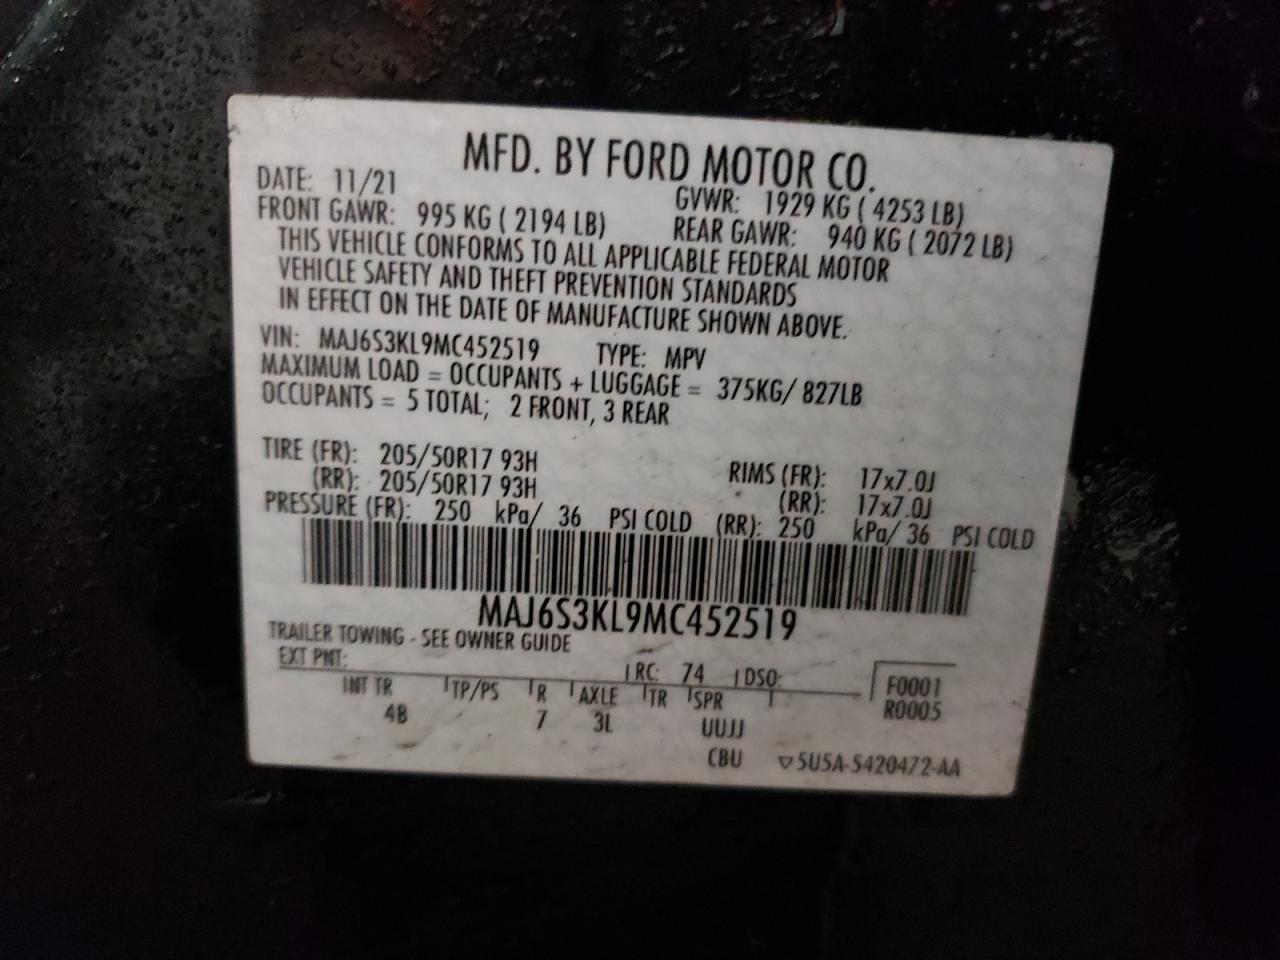 MFD. BY FORD MOTOR CO.
DATE: 11/21 GVWR: 1929 KG ( 4253 LB)
FRONT GAWR: 995 KG ( 2194 LB) REAR GAWR: 940 KG ( 2072 LB)
THIS VEHICLE CONFORMS TO ALL APPLICABLE FEDERAL MOTOR
VEHICLE SAFETY AND THEFT PREVENTION STANDARDS
IN EFFECT ON THE DATE OF MANUFACTURE SHOWN ABOVE.
VIN: MAJ6S3KL9MC452519 TYPE: MPV
MAXIMUM LOAD = OCCUPANTS + LUGGAGE = 375KG/ 827LB
OCCUPANTS = 5 TOTAL; 2 FRONT, 3 REAR
TIRE (FR): 205/50R17 93H RIMS (FR): 17x7.0J
(RR): 205/50R17 93H (RR): 17x7.0J
PRESSURE (FR): 250 kPa/ 36 PSI COLD (RR): 250 kPa/ 36 PSI COLD
MAJ6S3KL9MC452519
TRAILER TOWING - SEE OWNER GUIDE
EXT PNT: RC: 74 DSO: F0001
INT TR TP/PS R AXLE TR SPR R0005
4B 7 3L UUJJ
CBU ▽5U5A-5420472-AA